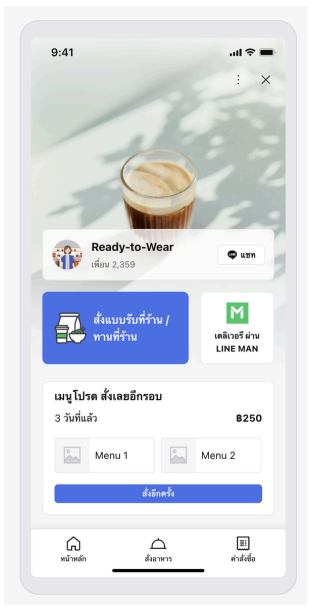 9:41
Ready-to-Wear
เพื่อน 2,359
แชท
สั่งแบบรับที่ร้าน /
ทานที่ร้าน
เดลิเวอรี ผ่าน
LINE MAN
เมนูโปรด สั่งเลยอีกรอบ
3 วันที่แล้ว
฿250
Menu 1
Menu 2
สั่งอีกครั้ง
หน้าหลัก
สั่งอาหาร
คำสั่งซื้อ